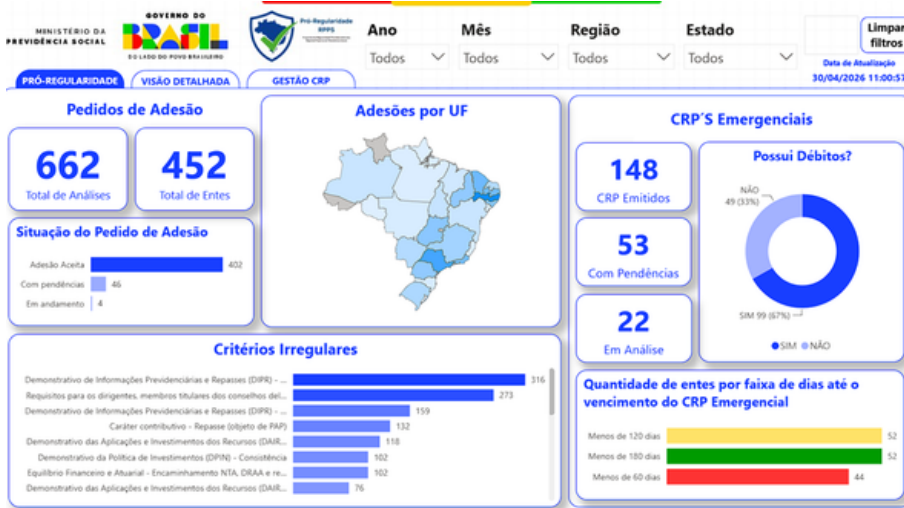 MINISTÉRIO DA
PREVIDÊNCIA SOCIAL
GOVERNO DO
BRASIL
DO LADO DO POVO BRASILEIRO
Pró-Regularidade
RPPS
Ano
Todos
Mês
Todos
Região
Todos
Estado
Todos
Limpar
filtros
Data de Atualização
30/04/2026 11:00:57
PRÓ-REGULARIDADE
VISÃO DETALHADA
GESTÃO CRP
Pedidos de Adesão
662
Total de Análises
452
Total de Entes
Situação do Pedido de Adesão
Adesão Aceita 402
Com pendências 46
Em andamento 4
Adesões por UF
CRP´S Emergenciais
148
CRP Emitidos
53
Com Pendências
22
Em Análise
Possui Débitos?
NÃO
49 (33%)
SIM 99 (67%)
SIM NÃO
Critérios Irregulares
Demonstrativo de Informações Previdenciárias e Repasses (DIPR) - ... 316
Requisitos para os dirigentes, membros titulares dos conselhos del... 273
Demonstrativo de Informações Previdenciárias e Repasses (DIPR) - ... 159
Caráter contributivo - Repasse (objeto de PAP) 132
Demonstrativo das Aplicações e Investimentos dos Recursos (DAIR... 118
Demonstrativo da Política de Investimentos (DPIN) - Consistência 102
Equilíbrio Financeiro e Atuarial - Encaminhamento NTA, DRAA e re... 102
Demonstrativo das Aplicações e Investimentos dos Recursos (DAIR... 76
Quantidade de entes por faixa de dias até o
vencimento do CRP Emergencial
Menos de 120 dias 52
Menos de 180 dias 52
Menos de 60 dias 44